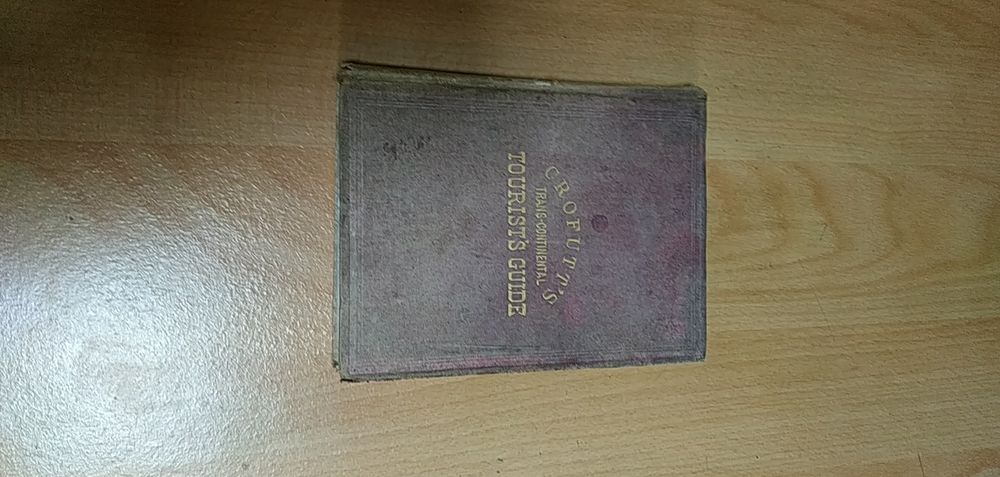 CROFUTT'S
TRANS-CONTINENTAL
TOURIST'S GUIDE